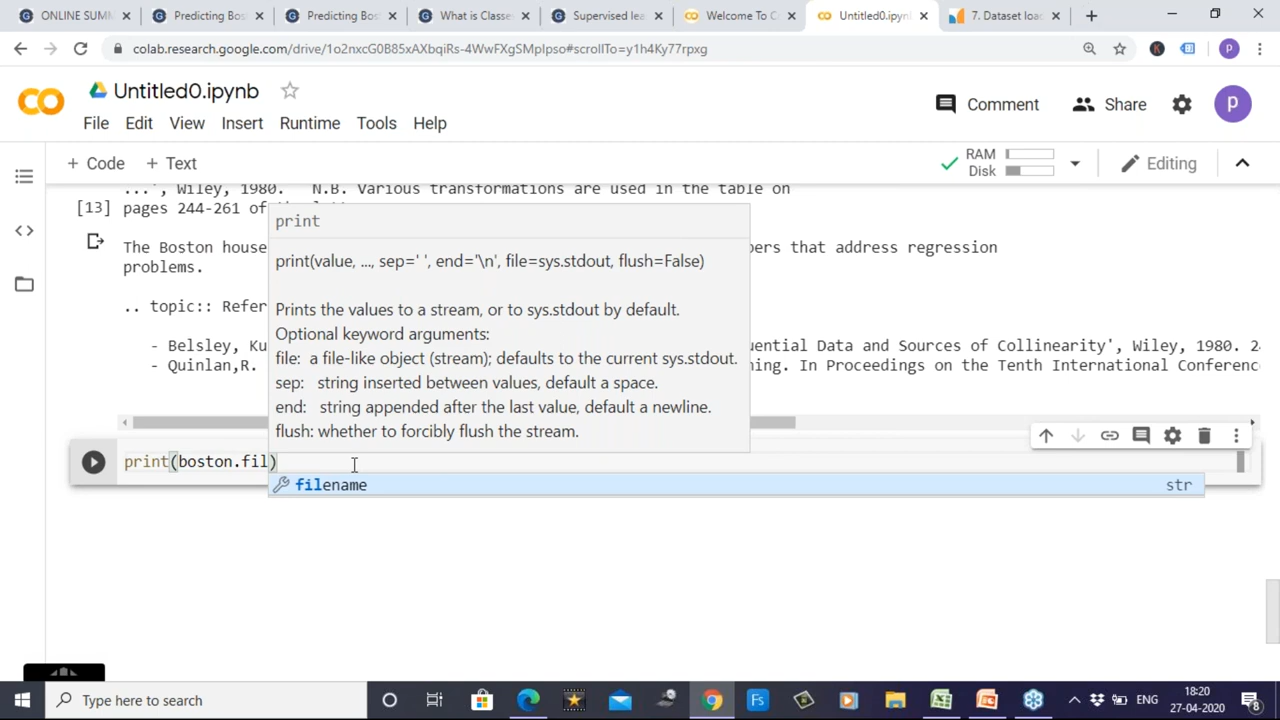 ONLINE SUMM
Predicting Bos
Predicting Bos
What is Classe
Supervised lea
Welcome To C
Untitled0.ipyn
7. Dataset loa
colab.research.google.com/drive/1o2nxcG0B85xAXbqiRs-4WwFXgSMpIpso#scrollTo=y1h4Ky77rpxg
K
p
CO
Untitled0.ipynb
Comment
Share
p
File Edit View Insert Runtime Tools Help
+ Code + Text
RAM
Disk
Editing
...', Wiley, 1980. N.B. Various transformations are used in the table on
[13] pages 244-261 of
The Boston house
pers that address regression
problems.
.. topic:: Refer
- Belsley, Ku
uential Data and Sources of Collinearity', Wiley, 1980. 2
- Quinlan,R.
ning. In Proceedings on the Tenth International Conferenc
print
print(value, ..., sep=' ', end='\n', file=sys.stdout, flush=False)
Prints the values to a stream, or to sys.stdout by default.
Optional keyword arguments:
file: a file-like object (stream); defaults to the current sys.stdout.
sep: string inserted between values, default a space.
end: string appended after the last value, default a newline.
flush: whether to forcibly flush the stream.
print(boston.fil)
filename str
Type here to search
Fs
ENG
18:20
27-04-2020
8